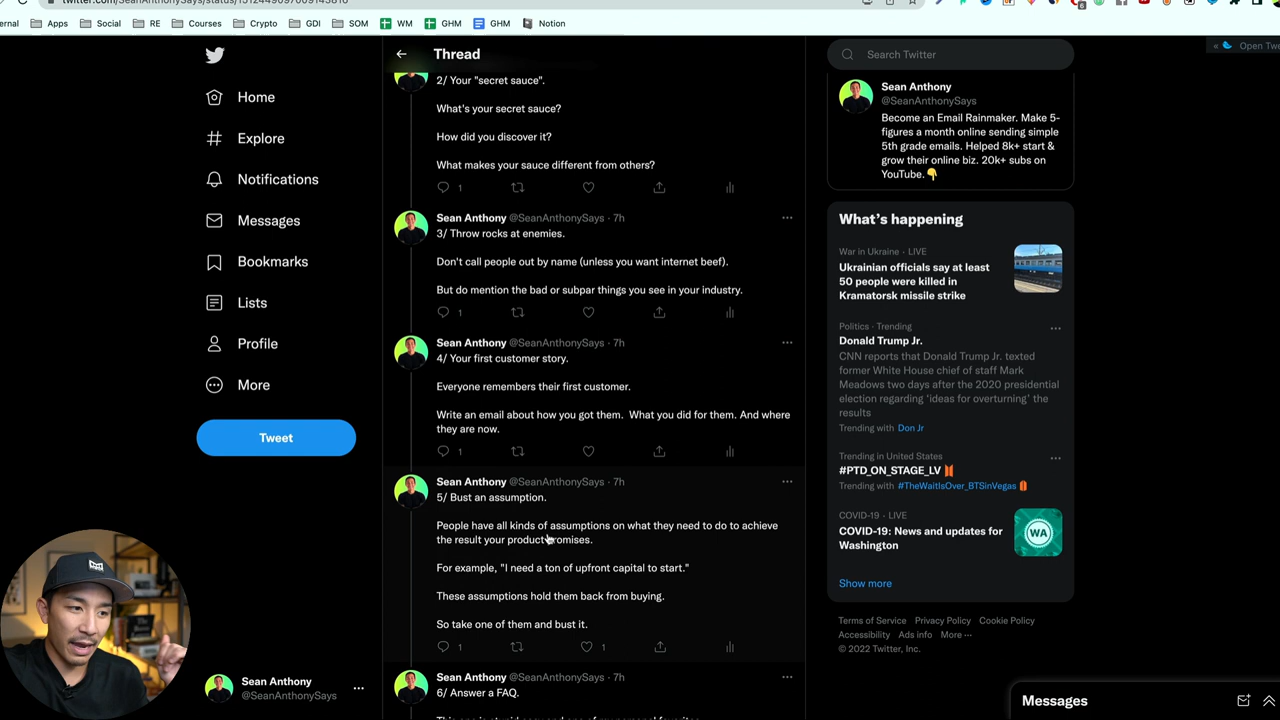 ernal
Apps
Social
RE
Courses
Crypto
GDI
SOM
WM
GHM
GHM
Notion
Home
Explore
Notifications
Messages
Bookmarks
Lists
Profile
More
Tweet
Sean Anthony
@SeanAnthonySays
Thread
2/ Your "secret sauce".
What's your secret sauce?
How did you discover it?
What makes your sauce different from others?
1
Sean Anthony @SeanAnthonySays · 7h
3/ Throw rocks at enemies.
Don't call people out by name (unless you want internet beef).
But do mention the bad or subpar things you see in your industry.
1
Sean Anthony @SeanAnthonySays · 7h
4/ Your first customer story.
Everyone remembers their first customer.
Write an email about how you got them. What you did for them. And where
they are now.
1
Sean Anthony @SeanAnthonySays · 7h
5/ Bust an assumption.
People have all kinds of assumptions on what they need to do to achieve
the result your product promises.
For example, "I need a ton of upfront capital to start."
These assumptions hold them back from buying.
So take one of them and bust it.
1 1
Sean Anthony @SeanAnthonySays · 7h
6/ Answer a FAQ.
Search Twitter
« Open Twe
Sean Anthony
@SeanAnthonySays
Become an Email Rainmaker. Make 5-
figures a month online sending simple
5th grade emails. Helped 8k+ start &
grow their online biz. 20k+ subs on
YouTube. 👇
What's happening
War in Ukraine · LIVE
Ukrainian officials say at least
50 people were killed in
Kramatorsk missile strike
Politics · Trending
Donald Trump Jr.
CNN reports that Donald Trump Jr. texted
former White House chief of staff Mark
Meadows two days after the 2020 presidential
election regarding 'ideas for overturning' the
results
Trending with Don Jr
Trending in United States
#PTD_ON_STAGE_LV
Trending with #TheWaitIsOver_BTSinVegas
COVID-19 · LIVE
COVID-19: News and updates for
Washington
WA
Show more
Terms of Service Privacy Policy Cookie Policy
Accessibility Ads info More ···
© 2022 Twitter, Inc.
Messages